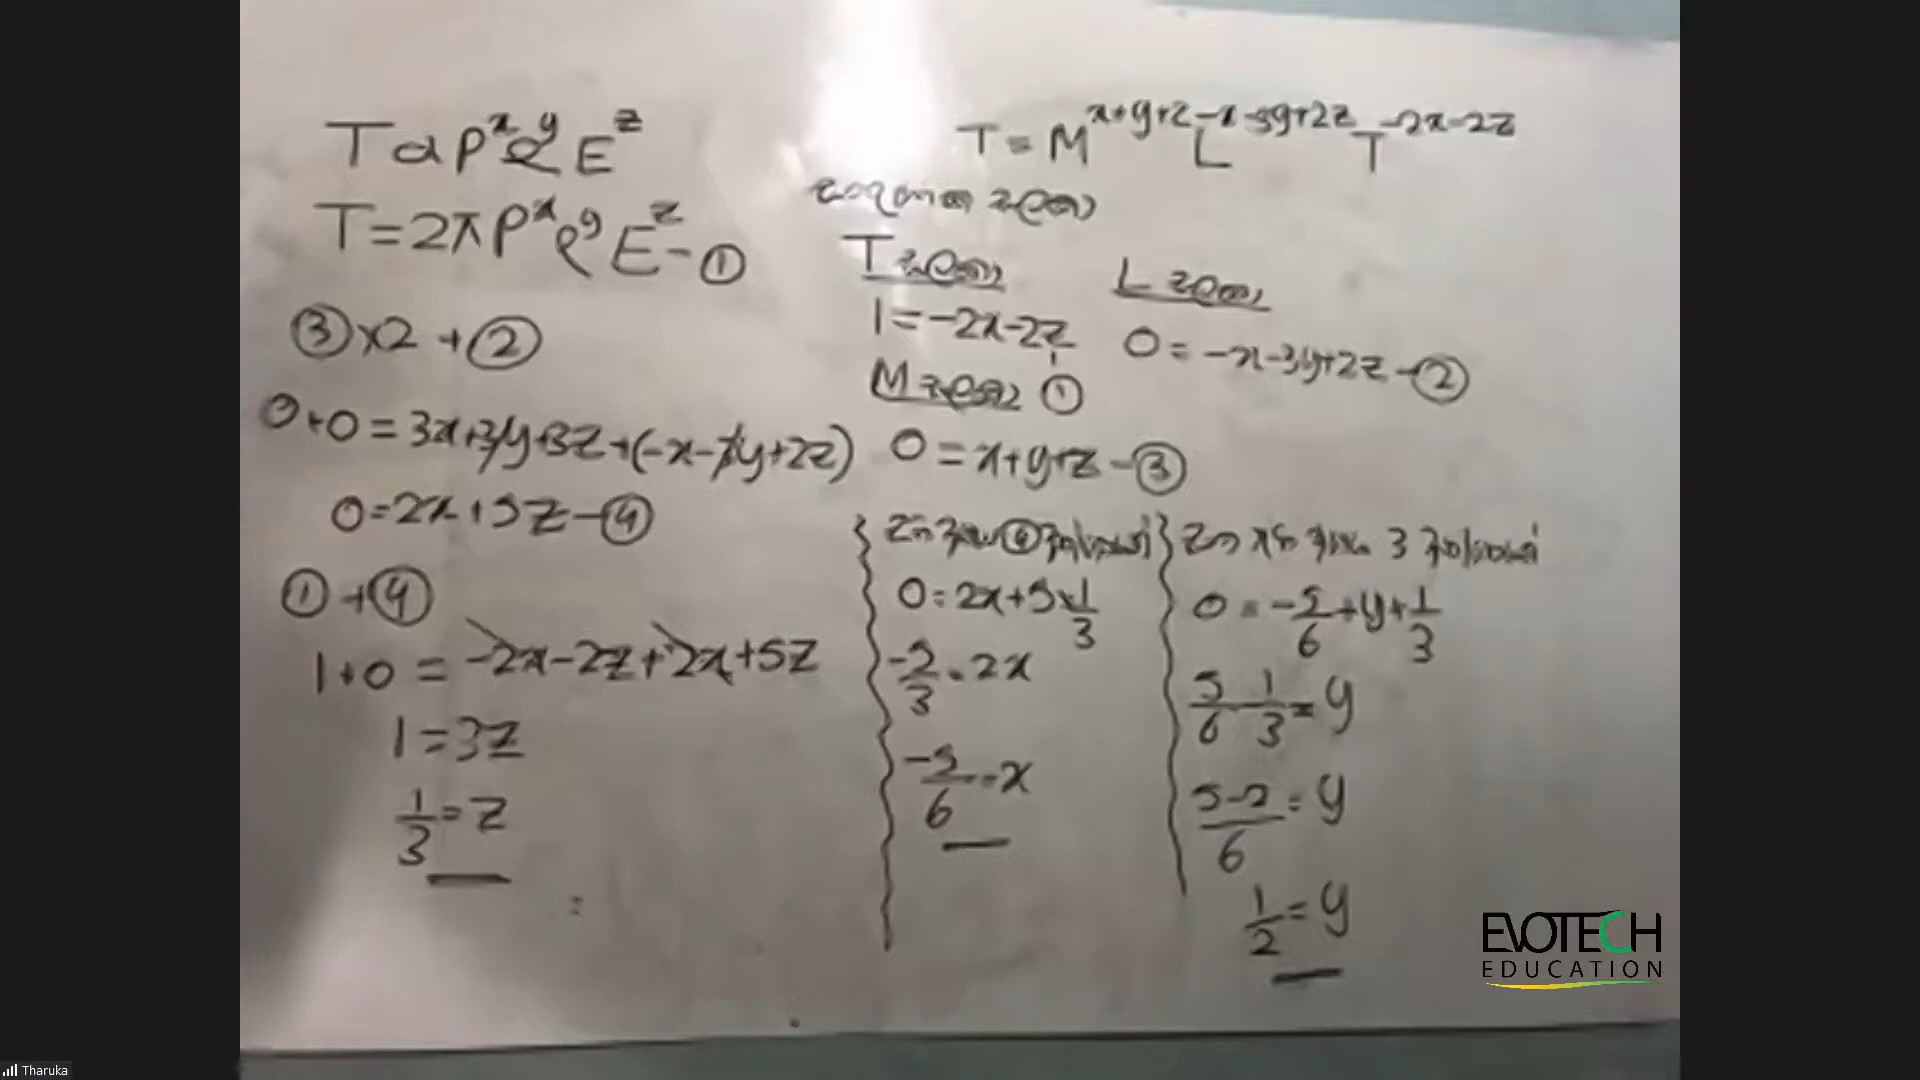 T α P^x ρ^y E^z
T = 2π P^x ρ^y E^z - ①
③×2 + ②
0+0 = 3x+3y+3z+(-x-3y+2z)
0 = 2x+5z - ④
① + ④
1+0 = -2x-2z+2x+5z
1 = 3z
1/3 = z
T = M^x+y+z L^-x-3y+2z T^-2x-2z
T
1 = -2x-2z
①
L
0 = -x-3y+2z - ②
M
0 = x+y+z - ③
0 = 2x+5×1/3
-5/3 = 2x
-5/6 = x
0 = -5/6+y+1/3
5/6-1/3 = y
5-2/6 = y
1/2 = y
EVOTECH
EDUCATION
Tharuka